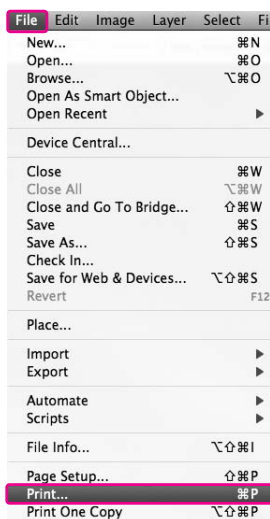 File Edit Image Layer Select Fi
New... ⌘N
Open... ⌘O
Browse... ⌥⌘O
Open As Smart Object...
Open Recent ▶
Device Central...
Close ⌘W
Close All ⌥⌘W
Close and Go To Bridge... ⇧⌘W
Save ⌘S
Save As... ⇧⌘S
Check In...
Save for Web & Devices... ⌥⇧⌘S
Revert F12
Place...
Import ▶
Export ▶
Automate ▶
Scripts ▶
File Info... ⌥⇧⌘I
Page Setup... ⇧⌘P
Print... ⌘P
Print One Copy ⌥⇧⌘P